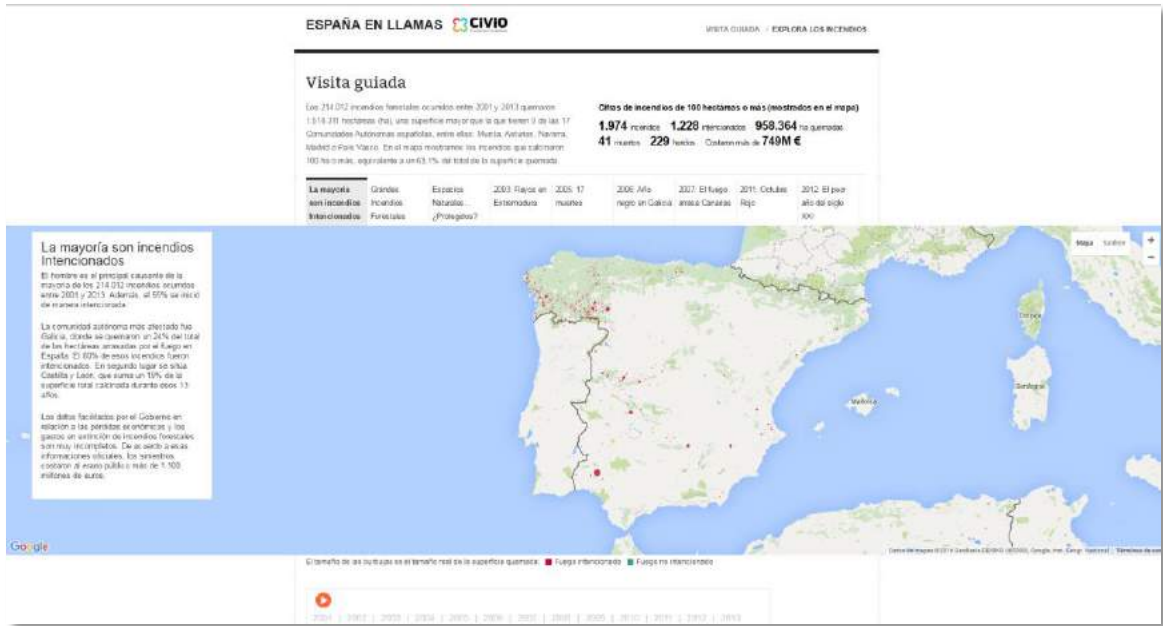 ESPAÑA EN LLAMAS CIVIO
VISITA GUIADA / EXPLORA LOS INCENDIOS
Visita guiada
Los 214.012 incendios forestales ocurridos entre 2001 y 2013 quemaron
hectáreas (ha), una superficie mayor que la que tienen 9 de las 17
Comunidades Autónomas españolas, entre ellas: Murcia, Asturias, Navarra,
Madrid o País Vasco. En el mapa mostramos los incendios que calcinaron
100 ha o más, equivalente a un 63,1% del total de la superficie quemada.
Cifras de incendios de 100 hectáreas o más (mostrados en el mapa)
1.974 incendios 1.228 intencionados 958.364 ha quemadas
41 muertos 229 heridos Costaron más de 749M €
La mayoría
son incendios
Intencionados
Grandes
Incendios
Forestales
Espacios
Naturales...
¿Protegidos?
2003: Rayos en
Extremadura
2005: 17
muertos
2006: Año
negro en Galicia
2007: El fuego
arrasa Canarias
2011: Octubre
Rojo
2012: El peor
año del siglo
XXI
La mayoría son incendios
Intencionados
El hombre es el principal causante de la
mayoría de los 214.012 incendios ocurridos
entre 2001 y 2013. Además, el 55% se inició
de manera intencionada.
La comunidad autónoma más afectada fue
Galicia, donde se quemaron un 24% del total
de las hectáreas arrasadas por el fuego en
España. El 80% de esos incendios fueron
intencionados. En segundo lugar se sitúa
Castilla y León, que suma un 19% de la
superficie total calcinada durante esos 13
años.
Los datos facilitados por el Gobierno en
relación a las pérdidas económicas y los
gastos en extinción de incendios forestales
son muy incompletos. De acuerdo a esas
informaciones oficiales, los siniestros
costaron al erario público más de 1.100
millones de euros.
Mapa Satélite
+
−
Corsica
Sardegna
Mallorca
Google
Términos de uso
El tamaño de las burbujas es el tamaño real de la superficie quemada. Fuego intencionado Fuego no intencionado
2001 | 2002 | 2003 | 2004 | 2005 | 2006 | 2007 | 2008 | 2009 | 2010 | 2011 | 2012 | 2013